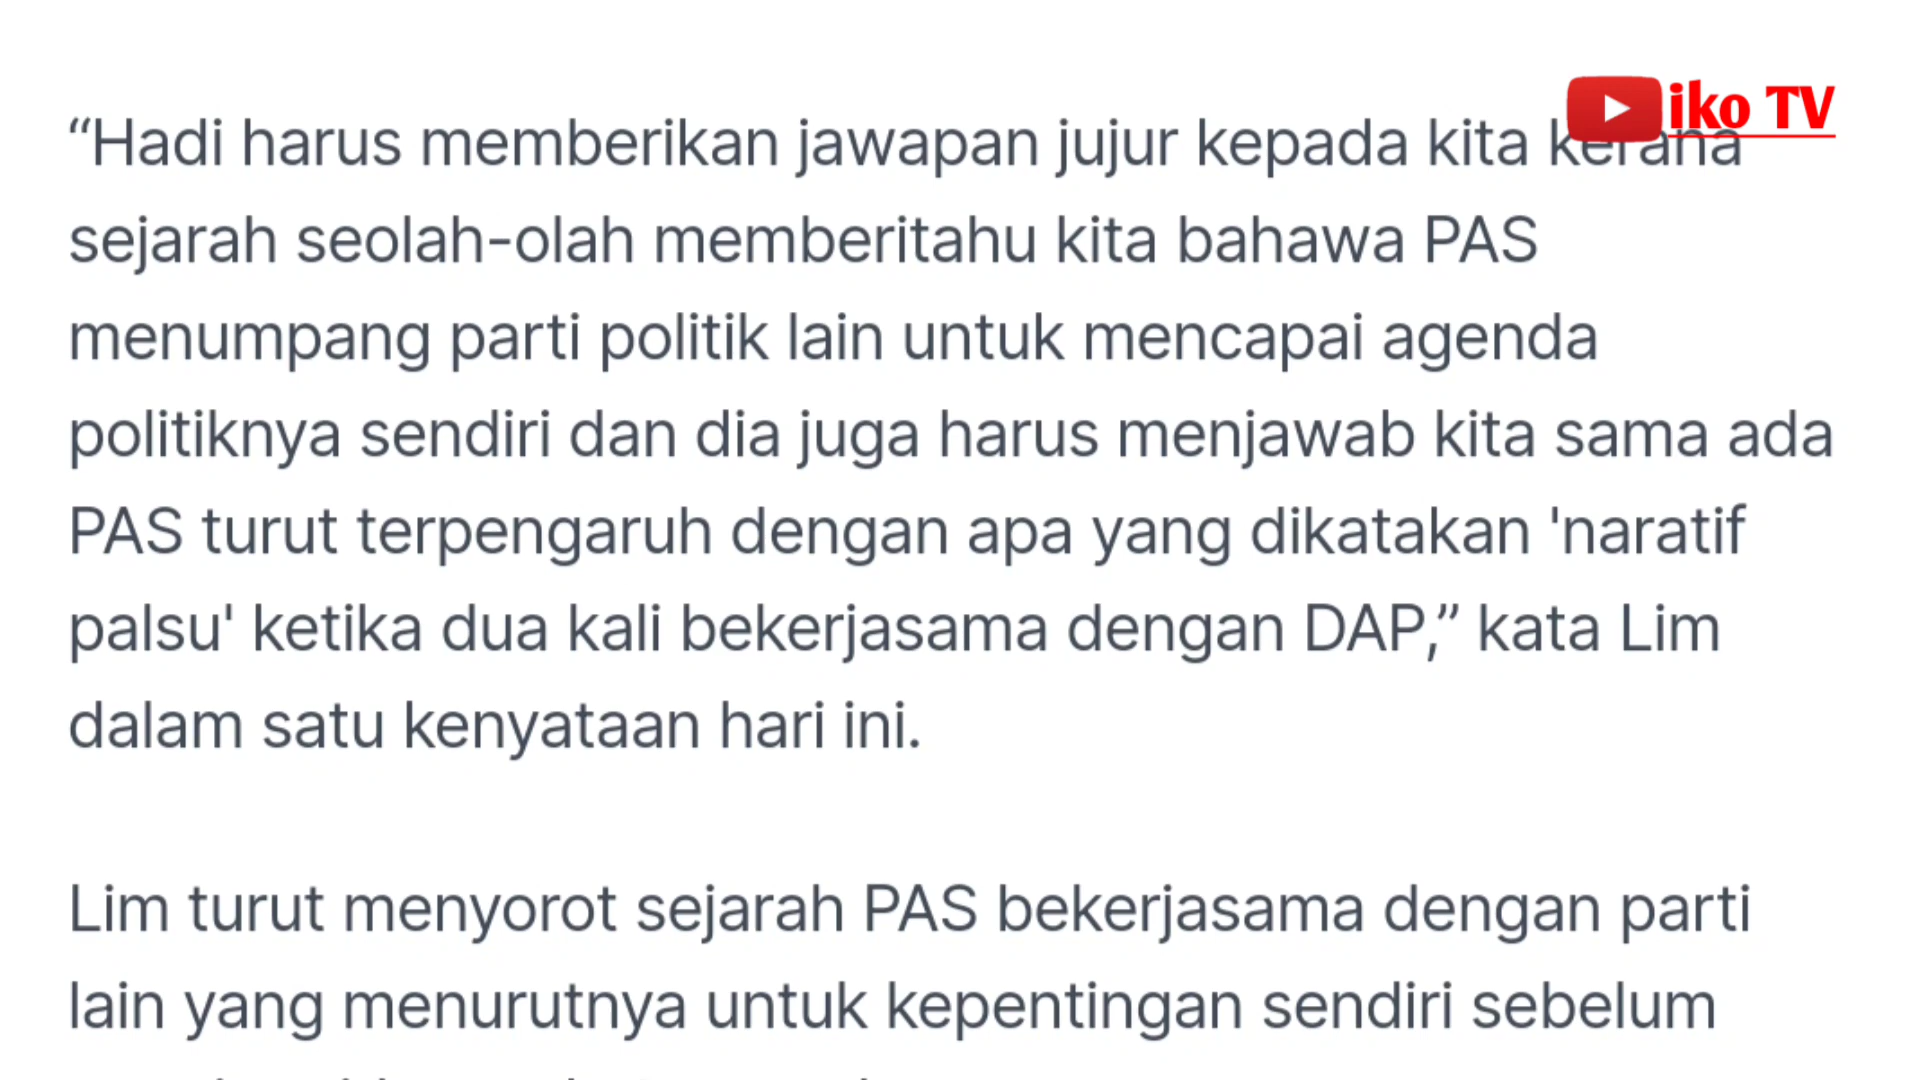 iko TV
“Hadi harus memberikan jawapan jujur kepada kita kerana
sejarah seolah-olah memberitahu kita bahawa PAS
menumpang parti politik lain untuk mencapai agenda
politiknya sendiri dan dia juga harus menjawab kita sama ada
PAS turut terpengaruh dengan apa yang dikatakan 'naratif
palsu' ketika dua kali bekerjasama dengan DAP,” kata Lim
dalam satu kenyataan hari ini.
Lim turut menyorot sejarah PAS bekerjasama dengan parti
lain yang menurutnya untuk kepentingan sendiri sebelum